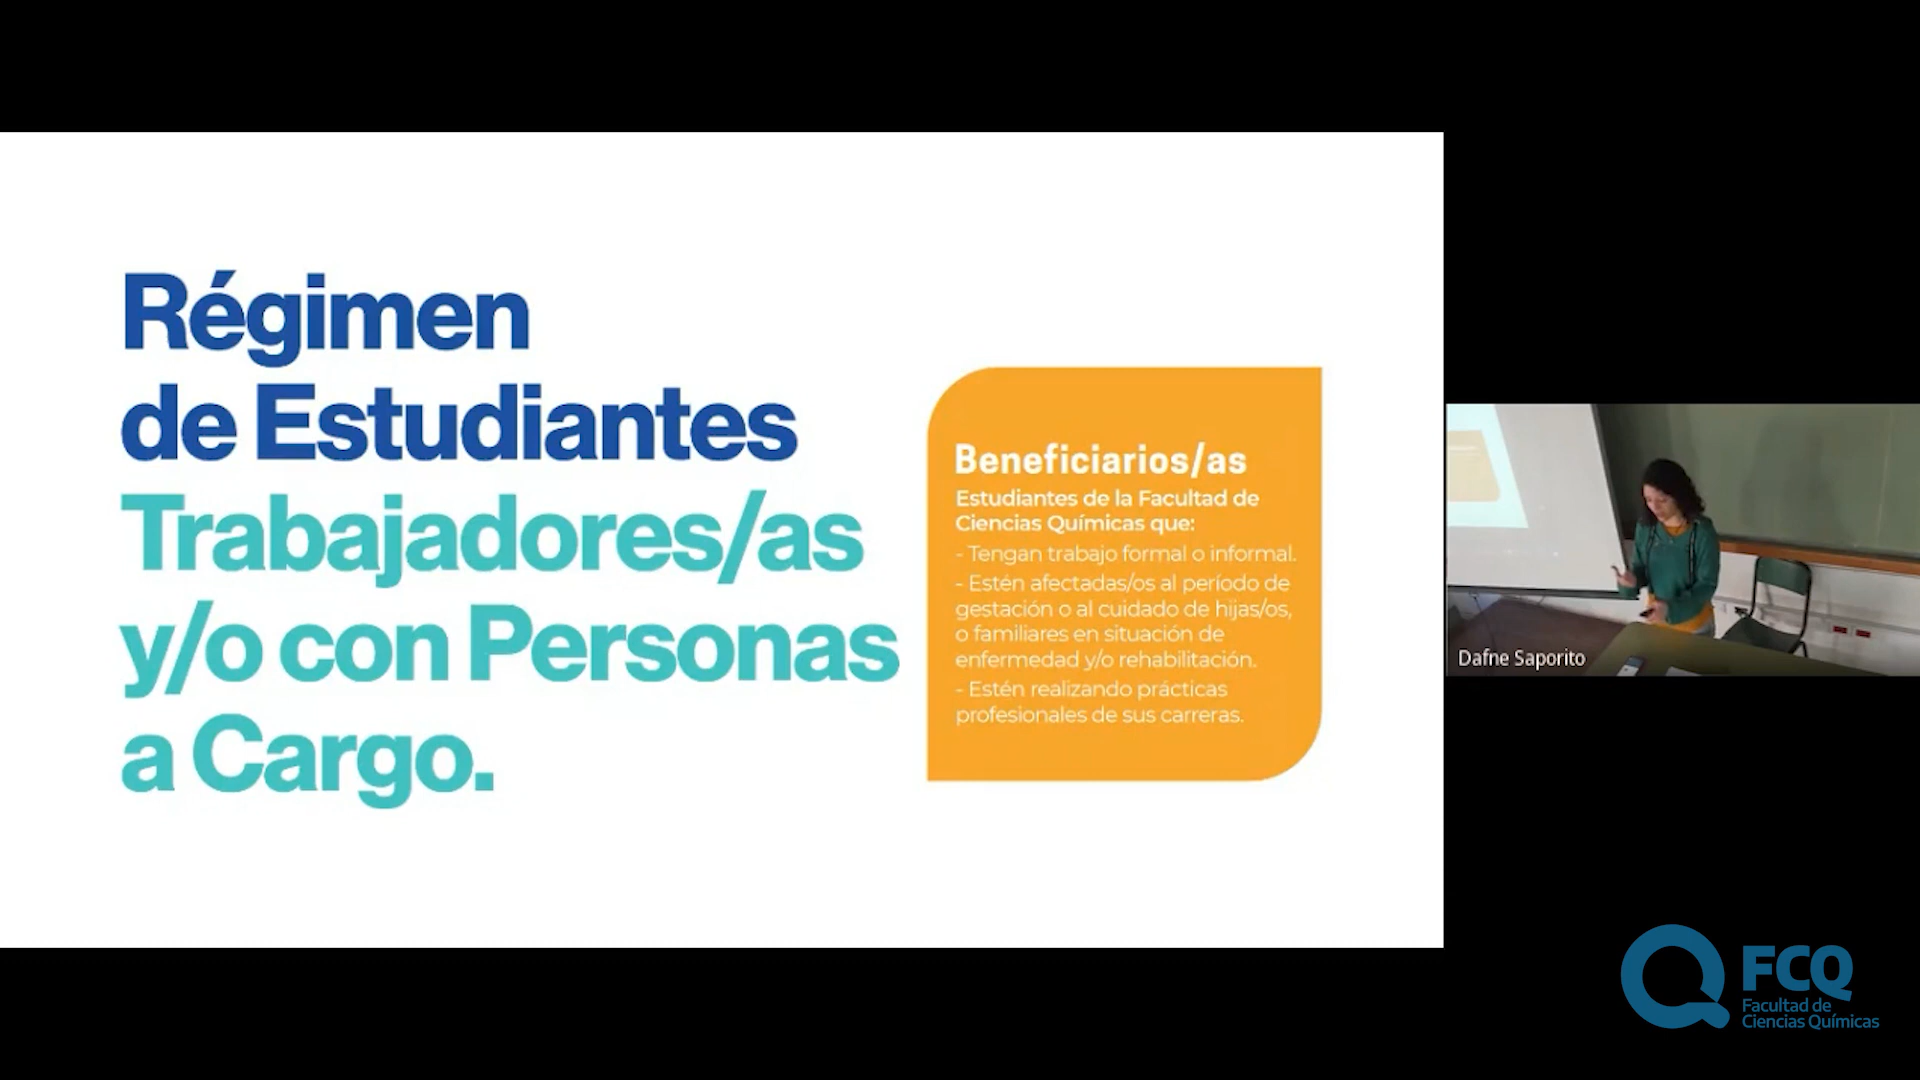 Régimen
de Estudiantes
Trabajadores/as
y/o con Personas
a Cargo.
Beneficiarios/as
Estudiantes de la Facultad de
Ciencias Químicas que:
- Tengan trabajo formal o informal.
- Estén afectadas/os al período de
gestación o al cuidado de hijas/os,
o familiares en situación de
enfermedad y/o rehabilitación.
- Estén realizando prácticas
profesionales de sus carreras.
Dafne Saporito
FCQ
Facultad de
Ciencias Químicas